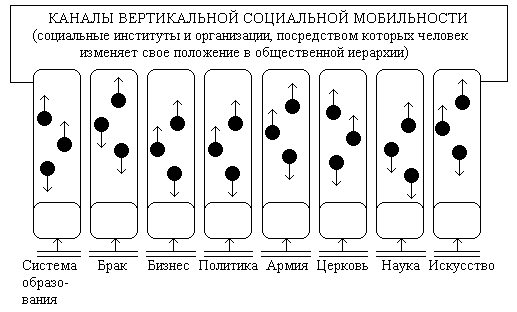 КАНАЛЫ ВЕРТИКАЛЬНОЙ СОЦИАЛЬНОЙ МОБИЛЬНОСТИ
(социальные институты и организации, посредством которых человек
изменяет свое положение в общественной иерархии)
Система образо-
вания
Брак
Бизнес
Политика
Армия
Церковь
Наука
Искусство